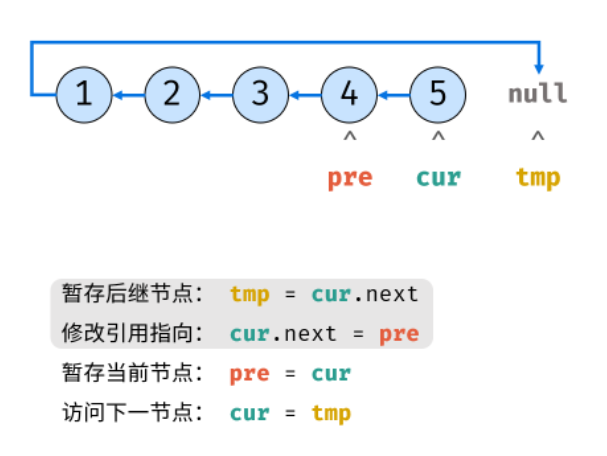 1 2 3 4 5 null
^ ^ ^
pre cur tmp
暂存后继节点： tmp = cur.next
修改引用指向： cur.next = pre
暂存当前节点： pre = cur
访问下一节点： cur = tmp